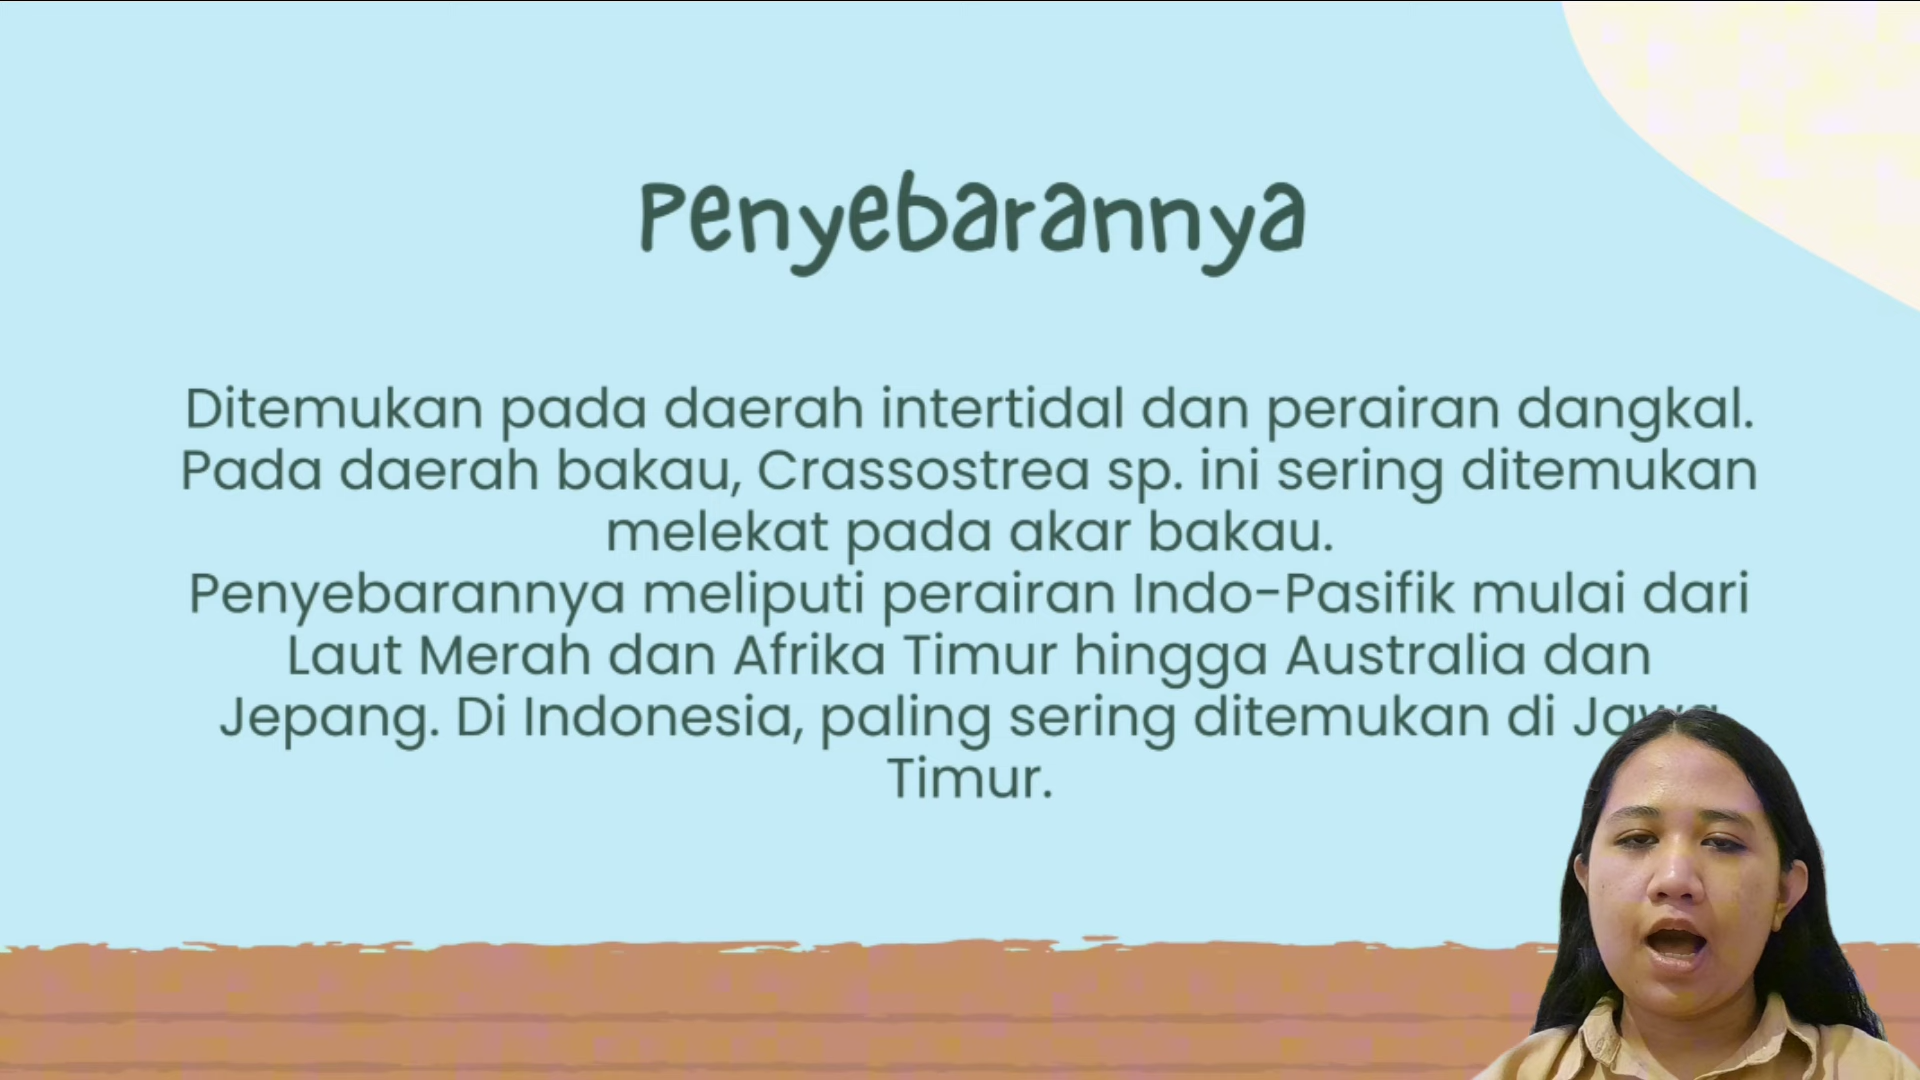 Penyebarannya
Ditemukan pada daerah intertidal dan perairan dangkal.
Pada daerah bakau, Crassostrea sp. ini sering ditemukan
melekat pada akar bakau.
Penyebarannya meliputi perairan Indo-Pasifik mulai dari
Laut Merah dan Afrika Timur hingga Australia dan
Jepang. Di Indonesia, paling sering ditemukan di Jawa
Timur.